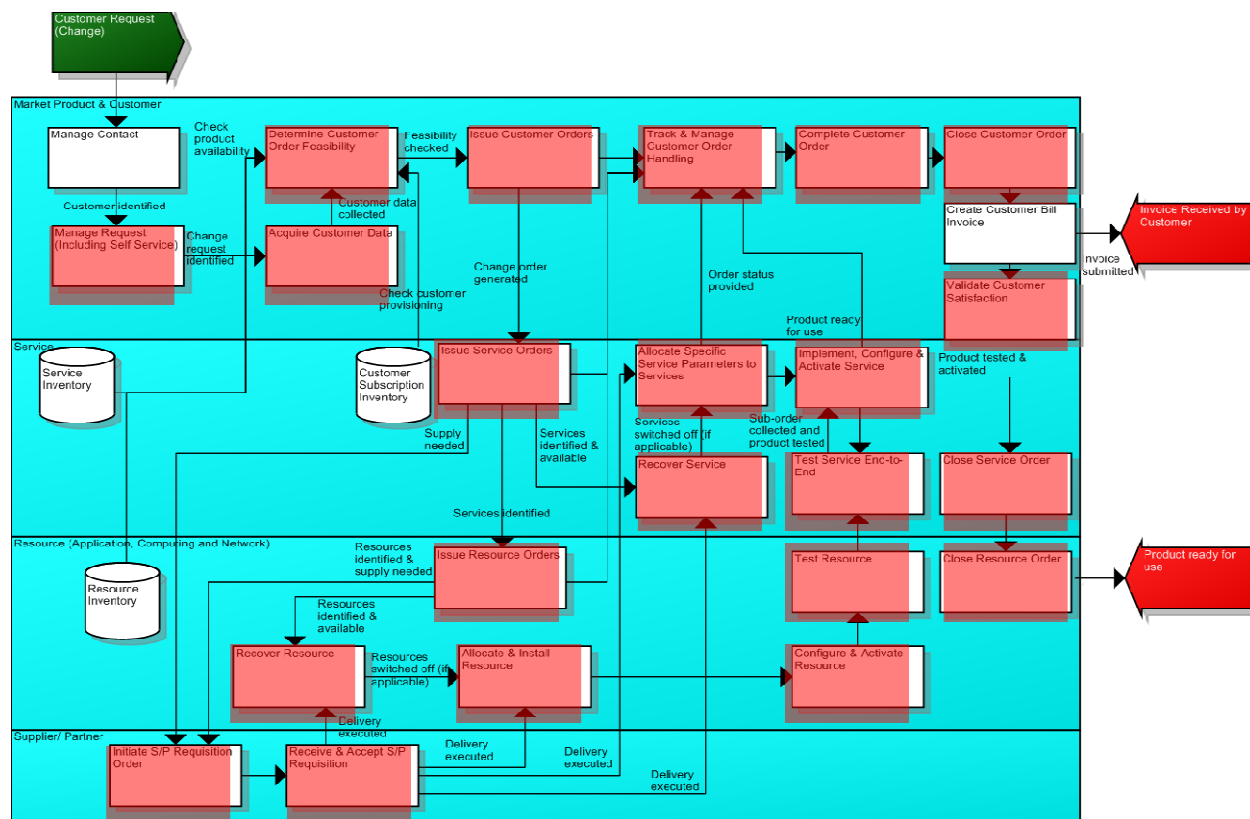 Customer Request
(Change)
Market Product & Customer
Manage Contact
Check
product
availability
Determine Customer
Order Feasibility
Feasibility
checked
Issue Customer Orders
Track & Manage
Customer Order
Handling
Complete Customer
Order
Close Customer Order
Customer identified
Customer data
collected
Create Customer Bill
Invoice
Invoice Received by
Customer
Manage Request
(Including Self Service)
Change
request
identified
Acquire Customer Data
Invoice
submitted
Change order
generated
Order status
provided
Check customer
provisioning
Validate Customer
Satisfaction
Product ready
for use
Service
Service
Inventory
Customer
Subscription
Inventory
Issue Service Orders
Allocate Specific
Service Parameters to
Services
Implement, Configure &
Activate Service
Product tested &
activated
Supply
needed
Services
identified &
available
Services
switched off (if
applicable)
Sub-order
collected and
product tested
Recover Service
Test Service End-to-
End
Close Service Order
Services identified
Resource (Application, Computing and Network)
Resource
Inventory
Resources
identified &
supply needed
Issue Resource Orders
Test Resource
Close Resource Order
Product ready for
use
Resources
identified &
available
Recover Resource
Resources
switched off (if
applicable)
Allocate & Install
Resource
Configure & Activate
Resource
Delivery
executed
Supplier/ Partner
Initiate S/P Requisition
Order
Receive & Accept S/P
Requisition
Delivery
executed
Delivery
executed
Delivery
executed